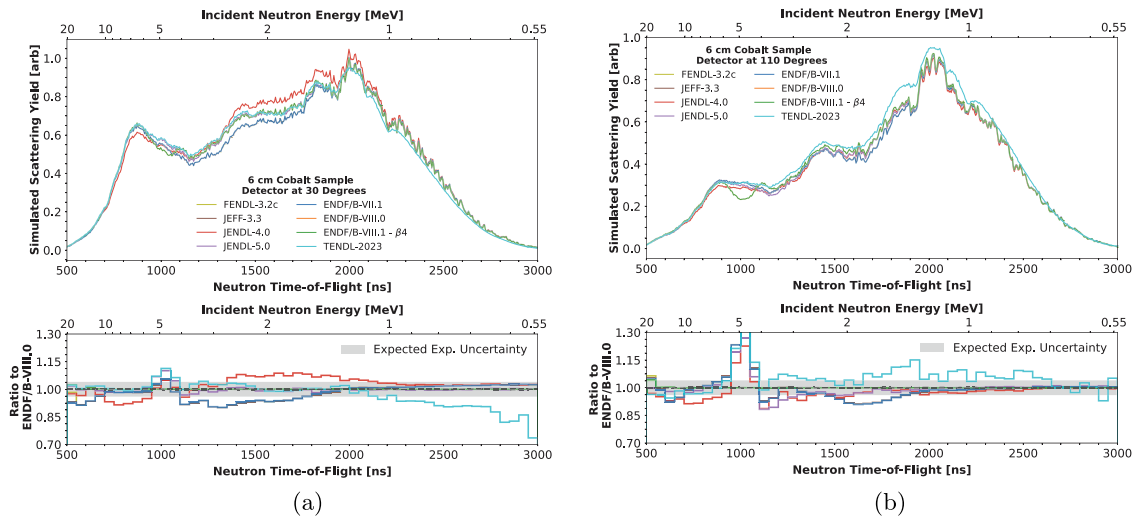 Incident Neutron Energy [MeV]
20 10 5 2 1 0.55
Simulated Scattering Yield [arb]
1.0
0.8
0.6
0.4
0.2
0.0
6 cm Cobalt Sample
Detector at 30 Degrees
FENDL-3.2c ENDF/B-VII.1
JEFF-3.3 ENDF/B-VIII.0
JENDL-4.0 ENDF/B-VIII.1 - β4
JENDL-5.0 TENDL-2023
500 1000 1500 2000 2500 3000
Neutron Time-of-Flight [ns]
Incident Neutron Energy [MeV]
20 10 5 2 1 0.55
Ratio to
ENDF/B-VIII.0
1.30
1.15
1.00
0.85
0.70
Expected Exp. Uncertainty
500 1000 1500 2000 2500 3000
Neutron Time-of-Flight [ns]
(a)
Incident Neutron Energy [MeV]
20 10 5 2 1 0.55
Simulated Scattering Yield [arb]
1.0
0.8
0.6
0.4
0.2
0.0
6 cm Cobalt Sample
Detector at 110 Degrees
FENDL-3.2c ENDF/B-VII.1
JEFF-3.3 ENDF/B-VIII.0
JENDL-4.0 ENDF/B-VIII.1 - β4
JENDL-5.0 TENDL-2023
500 1000 1500 2000 2500 3000
Neutron Time-of-Flight [ns]
Incident Neutron Energy [MeV]
20 10 5 2 1 0.55
Ratio to
ENDF/B-VIII.0
1.30
1.15
1.00
0.85
0.70
Expected Exp. Uncertainty
500 1000 1500 2000 2500 3000
Neutron Time-of-Flight [ns]
(b)